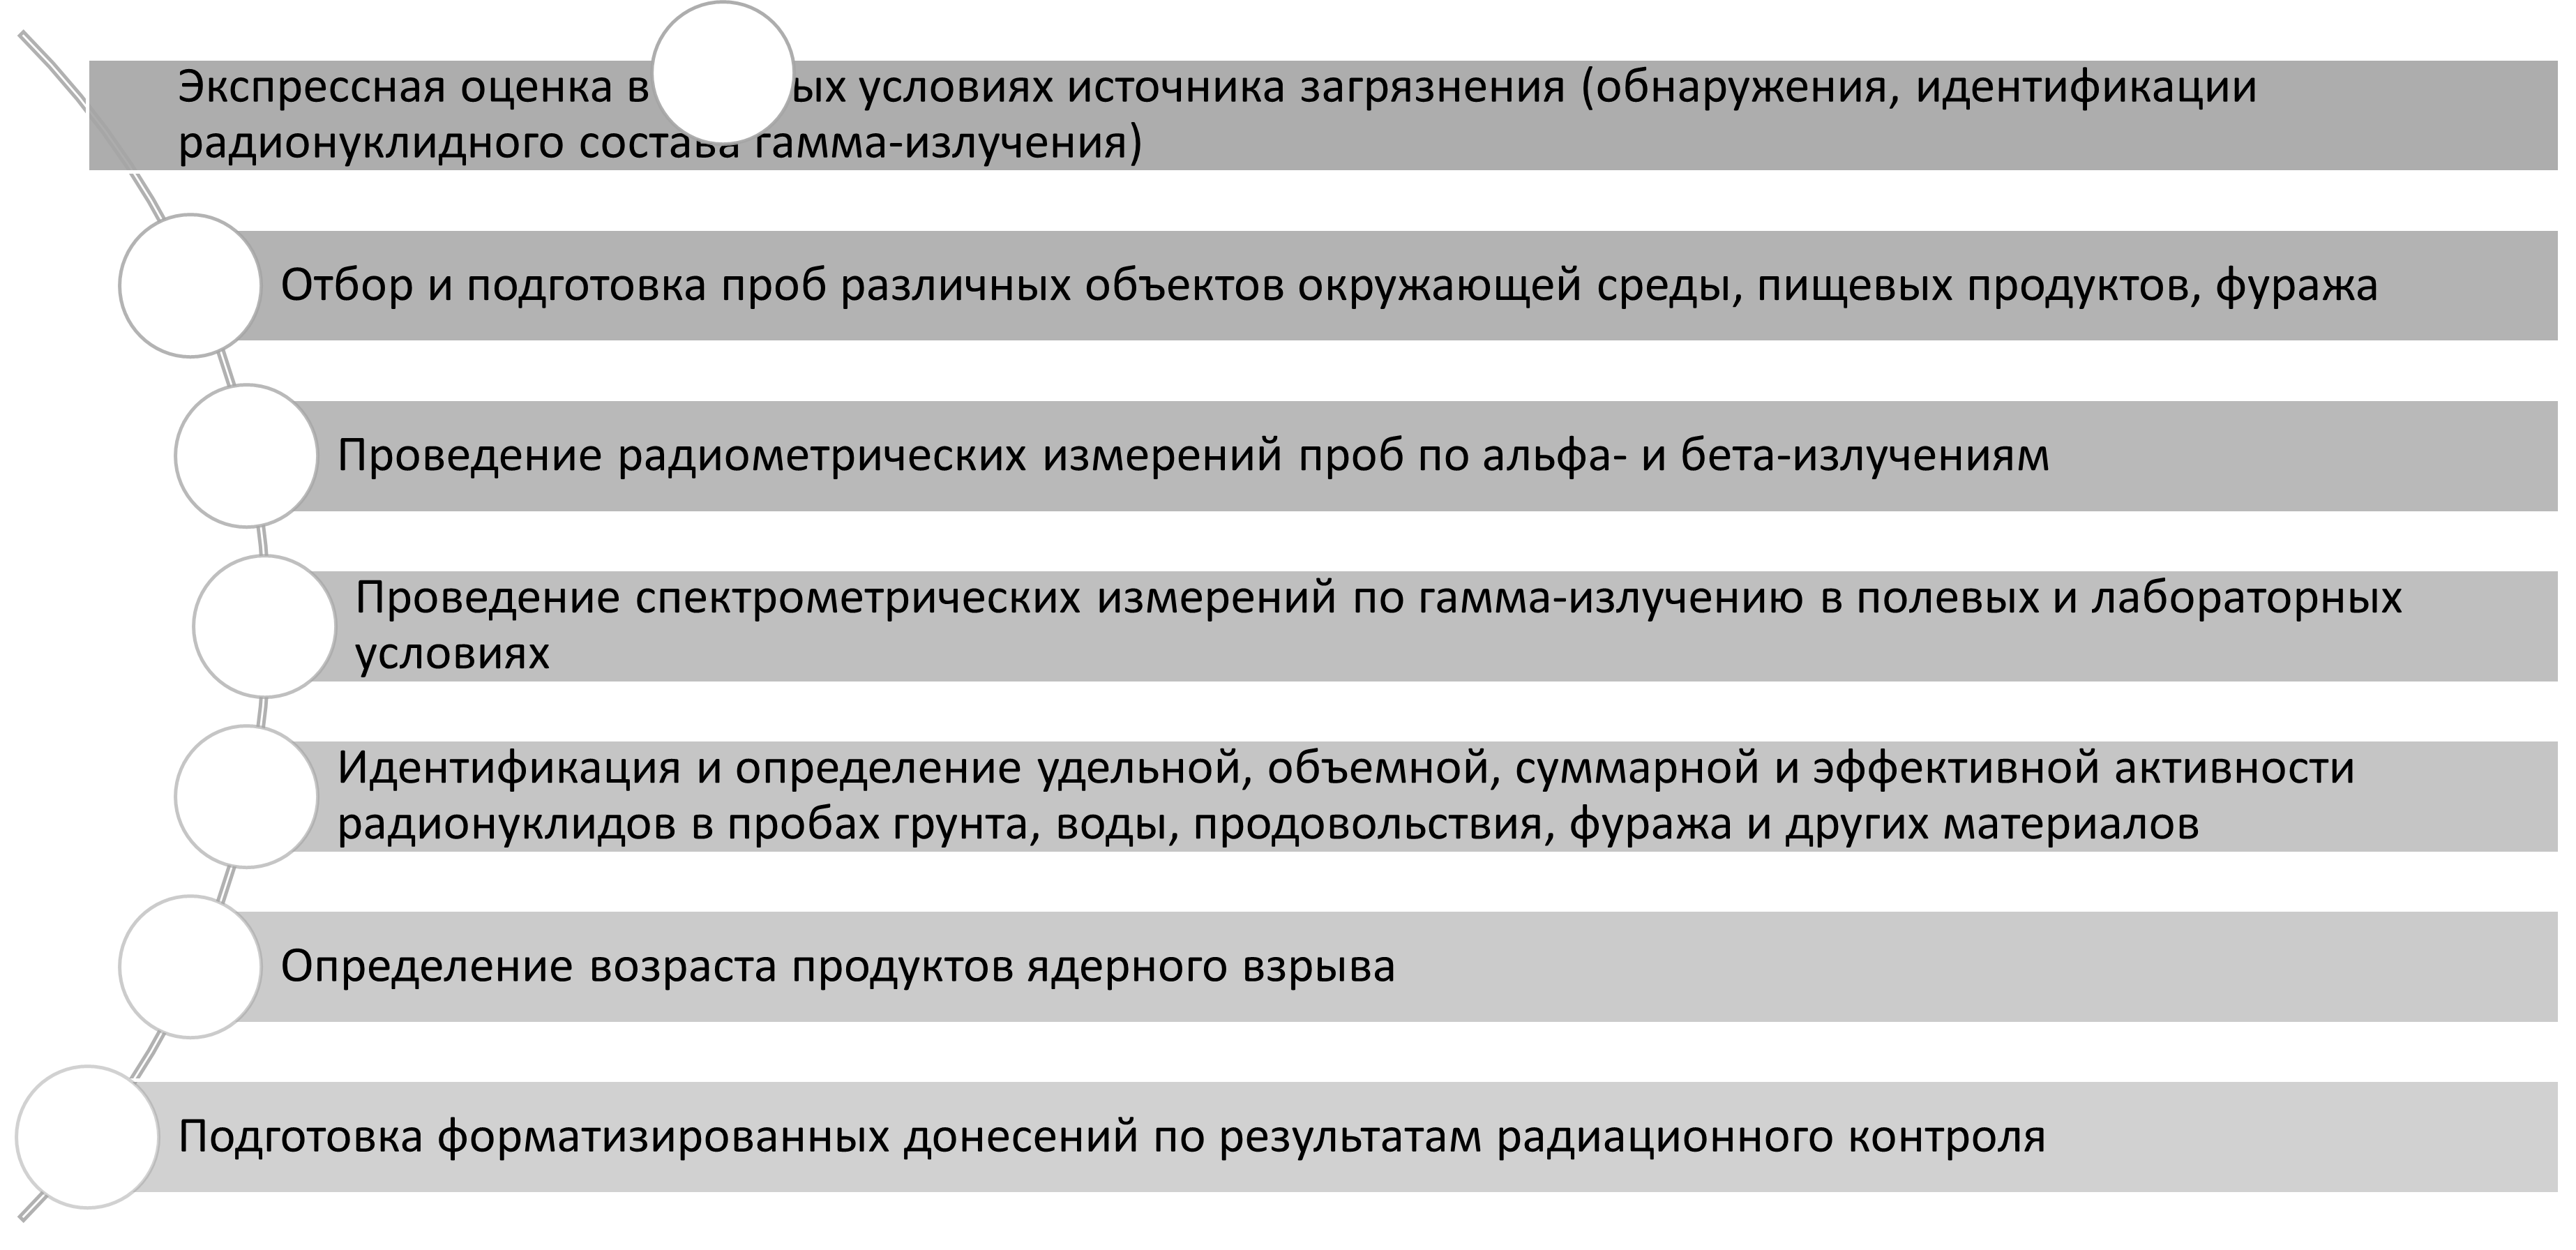 Экспрессная оценка в условиях источника загрязнения (обнаружения, идентификации
радионуклидного состава гамма-излучения)
Отбор и подготовка проб различных объектов окружающей среды, пищевых продуктов, фуража
Проведение радиометрических измерений проб по альфа- и бета-излучениям
Проведение спектрометрических измерений по гамма-излучению в полевых и лабораторных
условиях
Идентификация и определение удельной, объемной, суммарной и эффективной активности
радионуклидов в пробах грунта, воды, продовольствия, фуража и других материалов
Определение возраста продуктов ядерного взрыва
Подготовка форматизированных донесений по результатам радиационного контроля